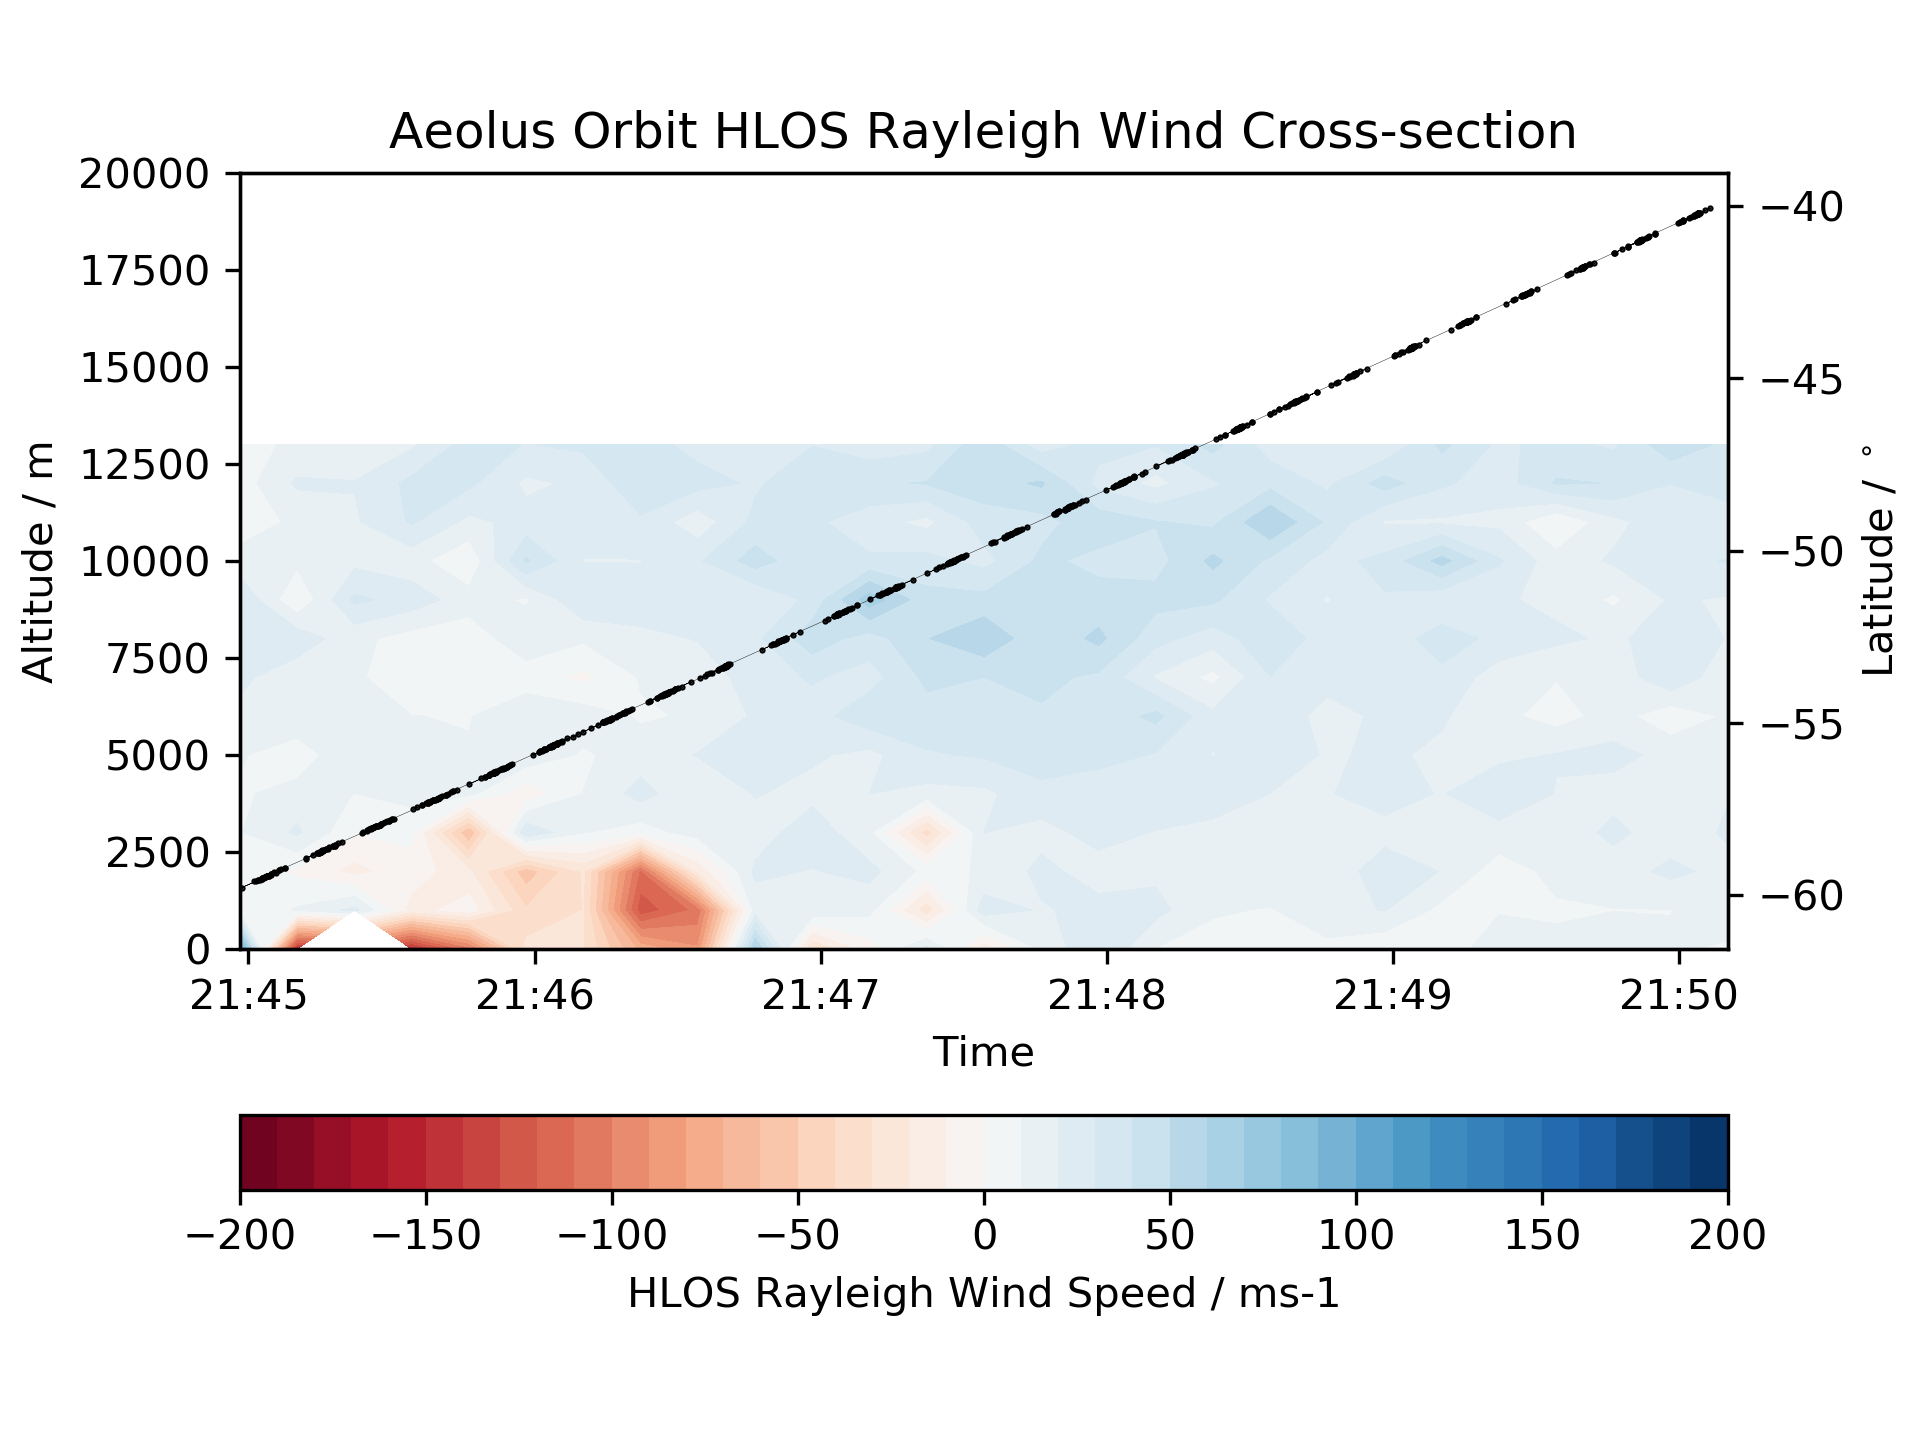 Aeolus Orbit HLOS Rayleigh Wind Cross-section
20000
17500
15000
12500
10000
7500
5000
2500
0
Altitude / m
−40
−45
−50
−55
−60
Latitude / °
21:45 21:46 21:47 21:48 21:49 21:50
Time
−200 −150 −100 −50 0 50 100 150 200
HLOS Rayleigh Wind Speed / ms-1